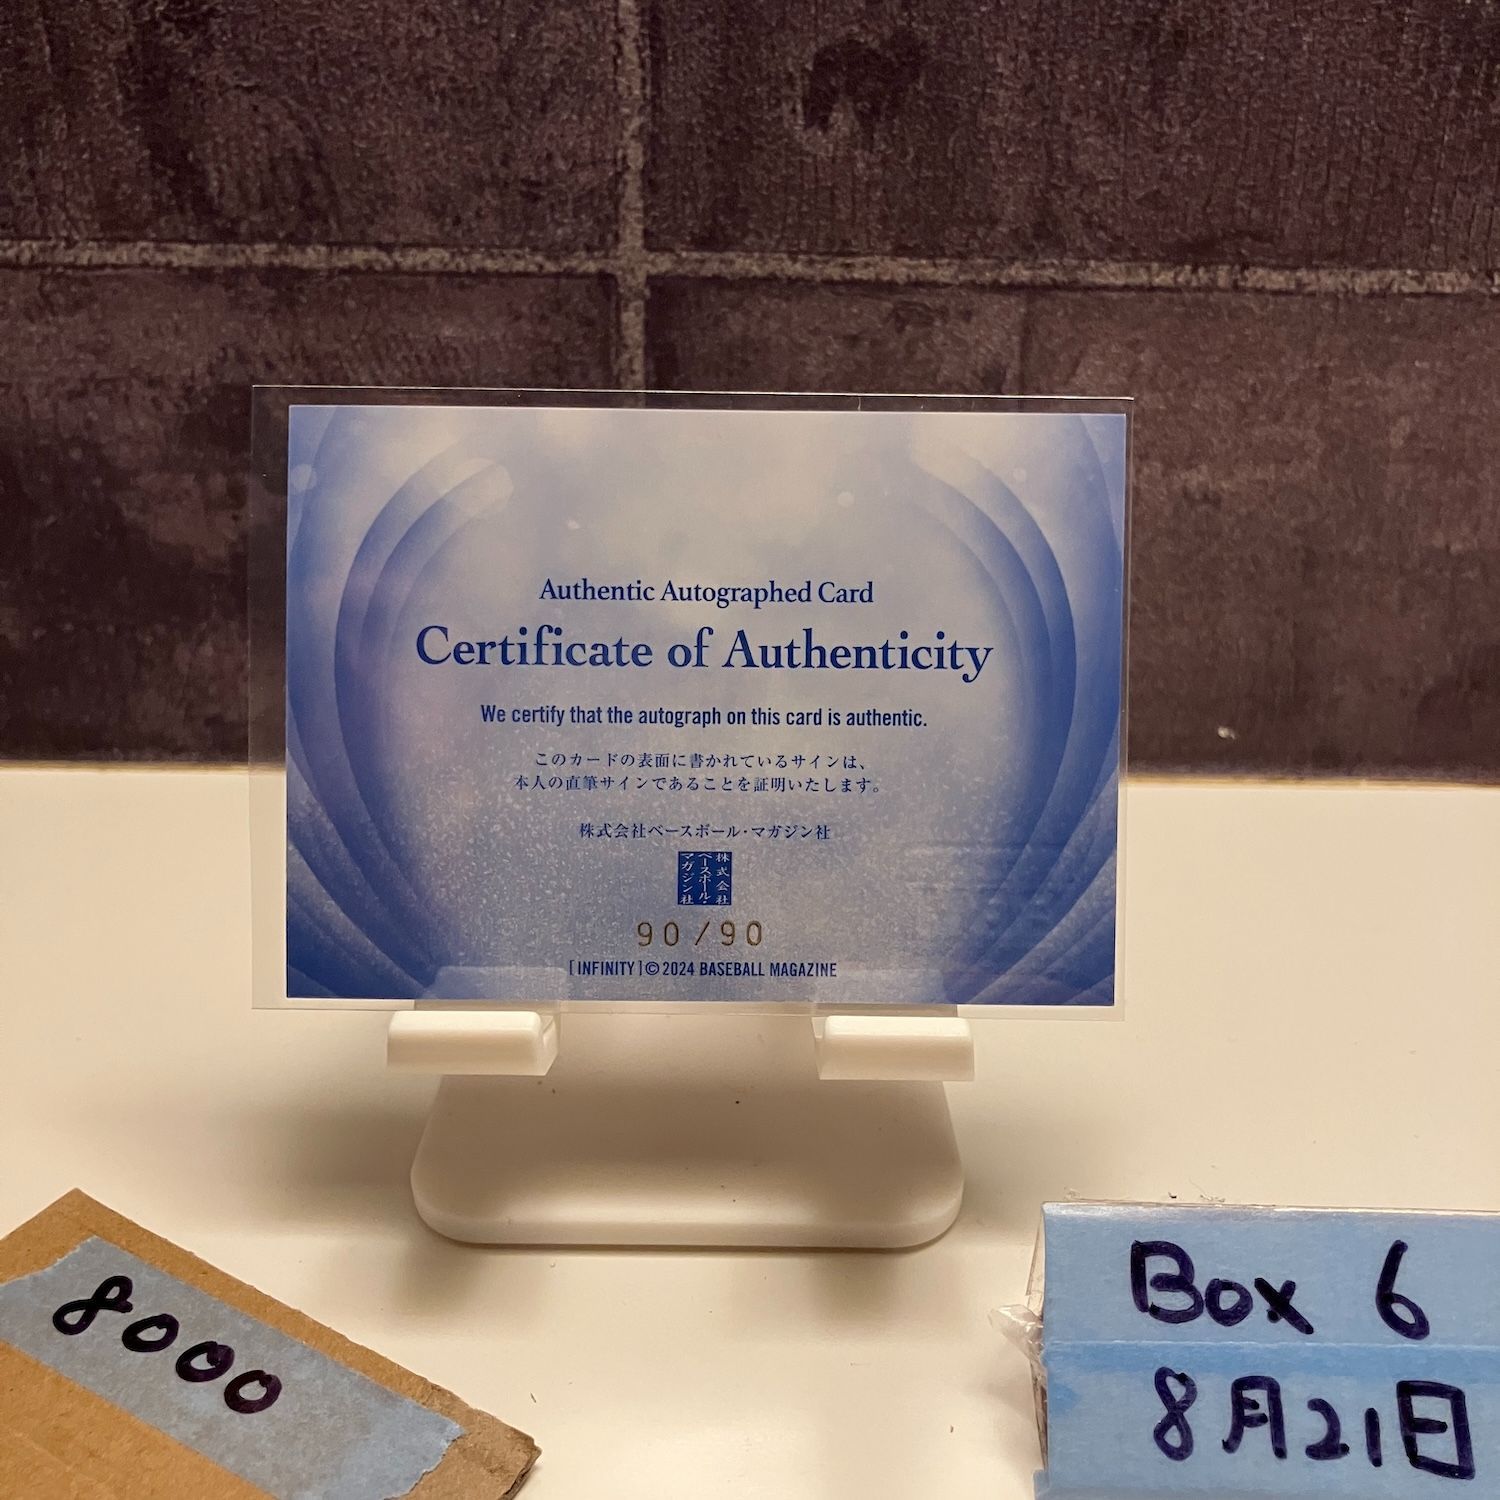 Authentic Autographed Card
Certificate of Authenticity
We certify that the autograph on this card is authentic.
このカードの表面に書かれているサインは、
本人の直筆サインであることを証明いたします。
株式会社ベースボール・マガジン社
株式会社
ベースボール・
マガジン社
90/90
[INFINITY]©2024 BASEBALL MAGAZINE
8000
Box 6
8月21日